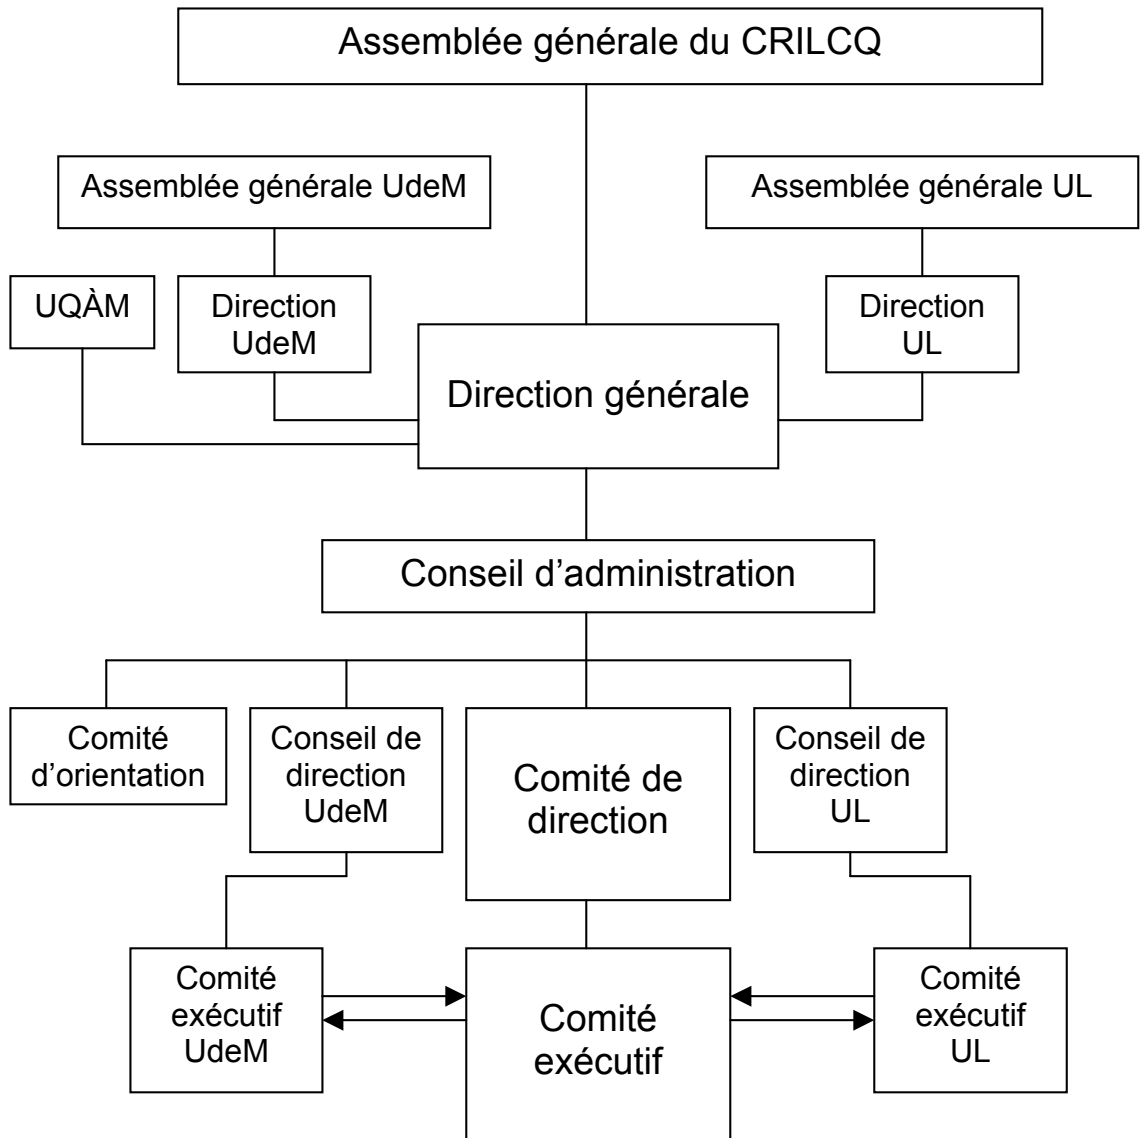 Assemblée générale du CRILCQ
Assemblée générale UdeM
Assemblée générale UL
UQÀM
Direction
UdeM
Direction
UL
Direction générale
Conseil d’administration
Comité
d’orientation
Conseil de
direction
UdeM
Comité de
direction
Conseil de
direction
UL
Comité
exécutif
UdeM
Comité
exécutif
Comité
exécutif
UL